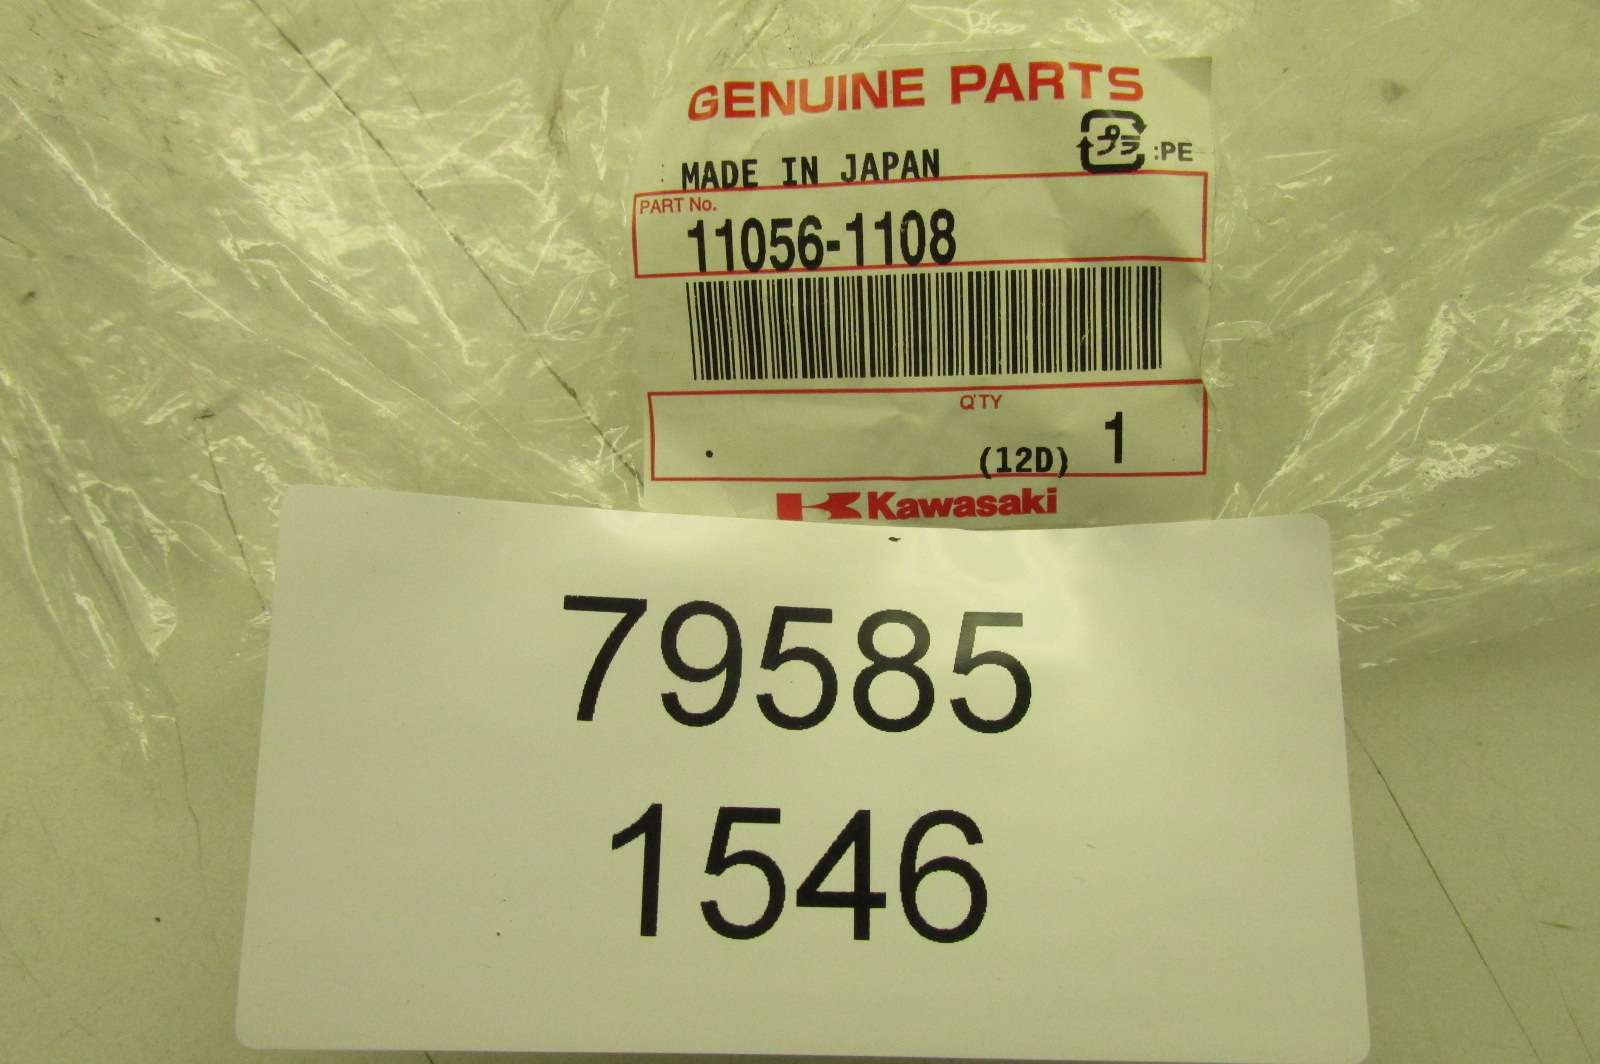 GENUINE PARTS
プラ :PE
MADE IN JAPAN
PART No.
11056-1108
Q'TY
(12D) 1
Kawasaki
79585
1546